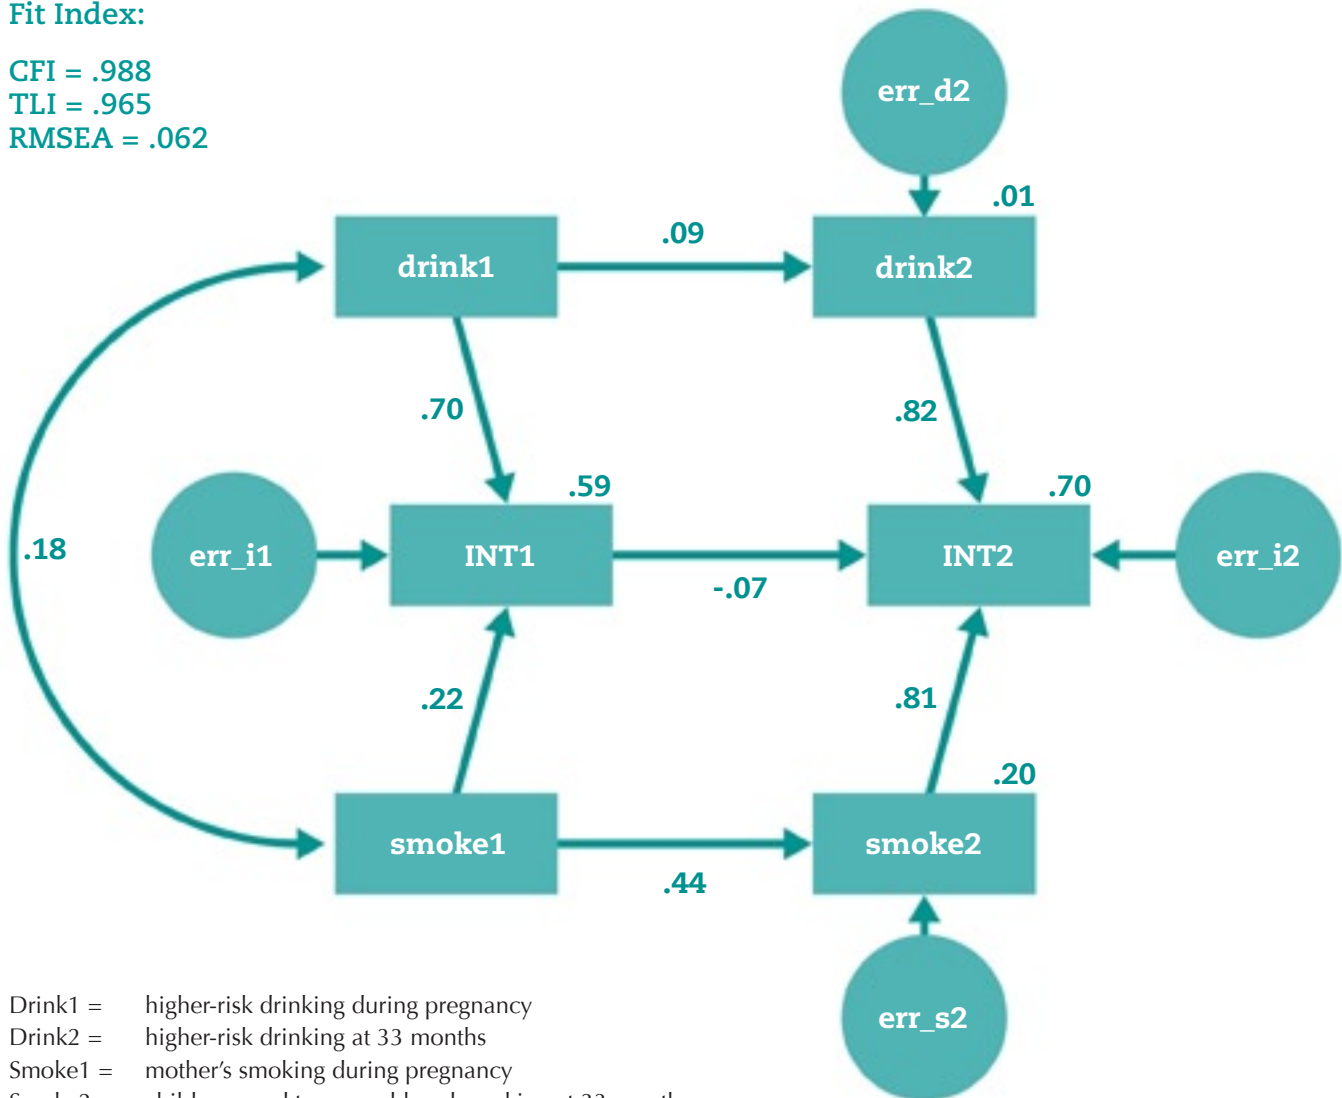 Fit Index:
CFI = .988
TLI = .965
RMSEA = .062
err_d2
.01
drink1
.09
drink2
.70
.82
.59
.70
.18
err_i1
INT1
-.07
INT2
err_i2
.22
.81
.20
smoke1
.44
smoke2
err_s2
Drink1 = higher-risk drinking during pregnancy
Drink2 = higher-risk drinking at 33 months
Smoke1 = mother's smoking during pregnancy